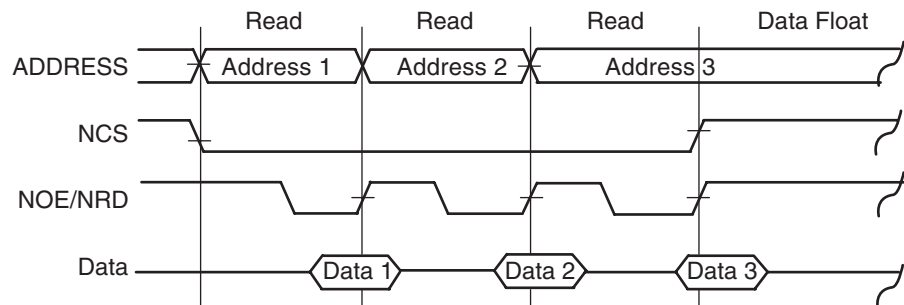 Read Read Read Data Float
ADDRESS Address 1 Address 2 Address 3
NCS
NOE/NRD
Data Data 1 Data 2 Data 3